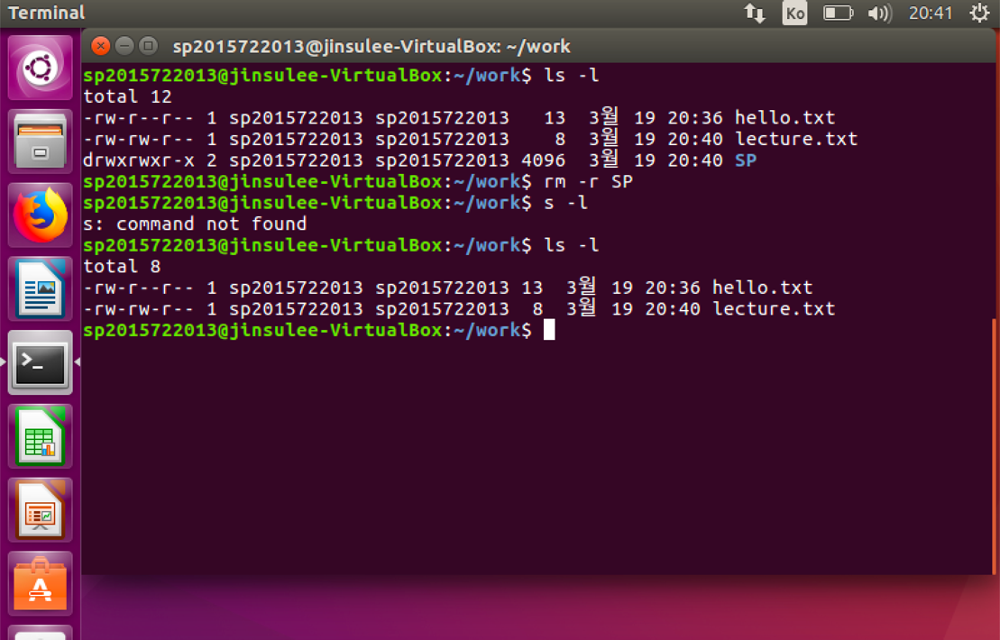 Terminal
Ko
20:41
sp2015722013@jinsulee-VirtualBox: ~/work
sp2015722013@jinsulee-VirtualBox:~/work$ ls -l
total 12
-rw-r--r-- 1 sp2015722013 sp2015722013   13  3월  19 20:36 hello.txt
-rw-rw-r-- 1 sp2015722013 sp2015722013    8  3월  19 20:40 lecture.txt
drwxrwxr-x 2 sp2015722013 sp2015722013 4096  3월  19 20:40 SP
sp2015722013@jinsulee-VirtualBox:~/work$ rm -r SP
sp2015722013@jinsulee-VirtualBox:~/work$ s -l
s: command not found
sp2015722013@jinsulee-VirtualBox:~/work$ ls -l
total 8
-rw-r--r-- 1 sp2015722013 sp2015722013 13  3월  19 20:36 hello.txt
-rw-rw-r-- 1 sp2015722013 sp2015722013  8  3월  19 20:40 lecture.txt
sp2015722013@jinsulee-VirtualBox:~/work$